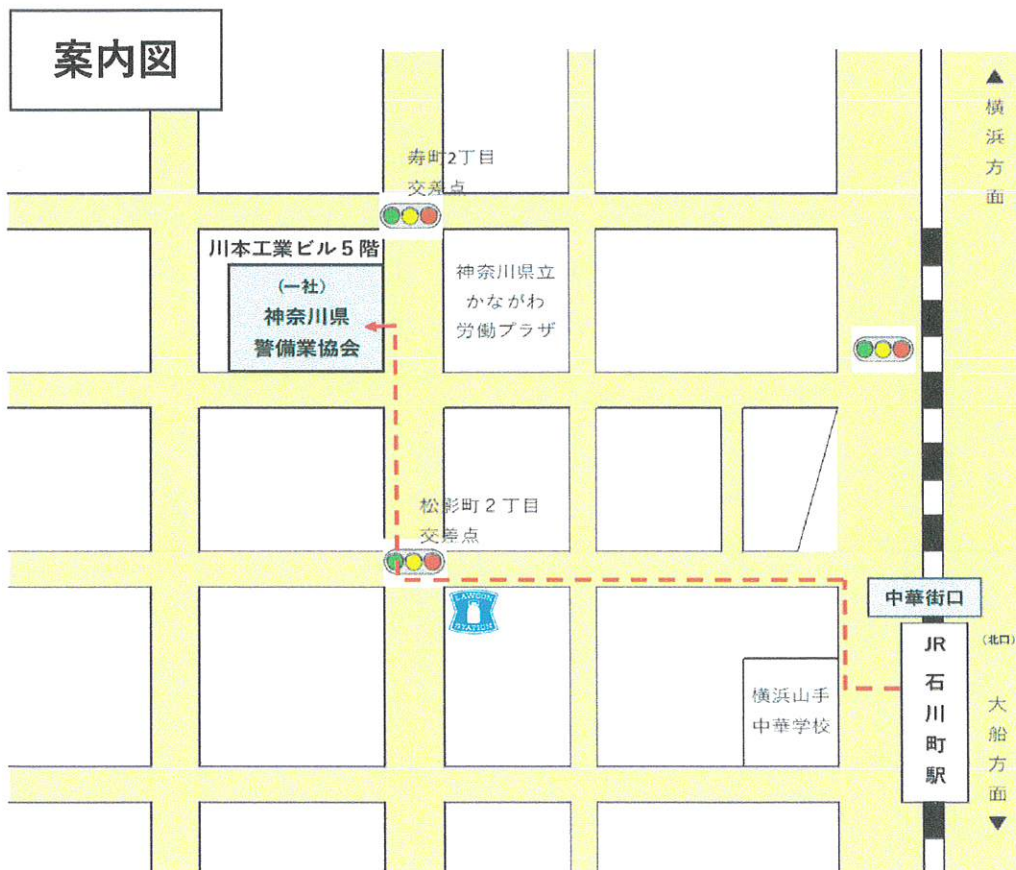 案内図
▲横浜方面
寿町2丁目
交差点
川本工業ビル5階
(一社)
神奈川県
警備業協会
神奈川県立
かながわ
労働プラザ
松影町2丁目
交差点
LAWSON
STATION
中華街口
(北口)
JR石川町駅
横浜山手
中華学校
大船方面▼